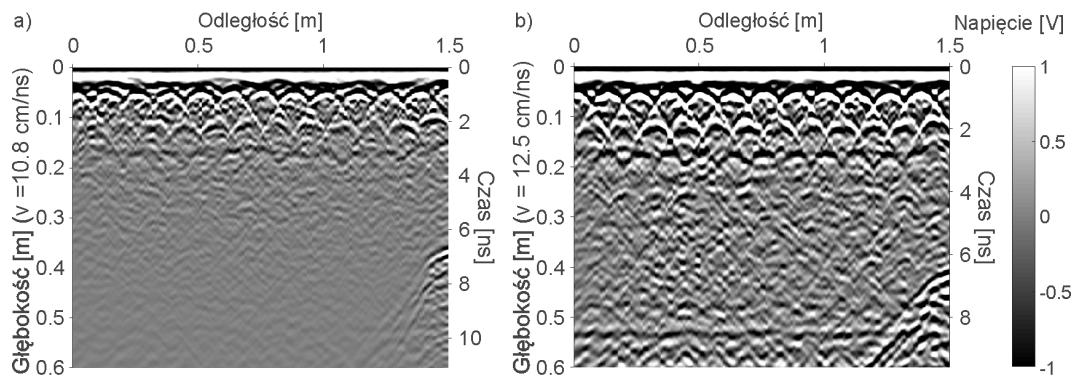 a)
Odległość [m]
0 0.5 1 1.5
0
0.1
0.2
0.3
0.4
0.5
0.6
Głębokość [m] (v =10.8 cm/ns)
0
2
4
6
8
10
Czas [ns]
b)
Odległość [m]
0 0.5 1 1.5
0
0.1
0.2
0.3
0.4
0.5
0.6
Głębokość [m] (v = 12.5 cm/ns)
0
2
4
6
8
Czas [ns]
Napięcie [V]
1
0.5
0
-0.5
-1